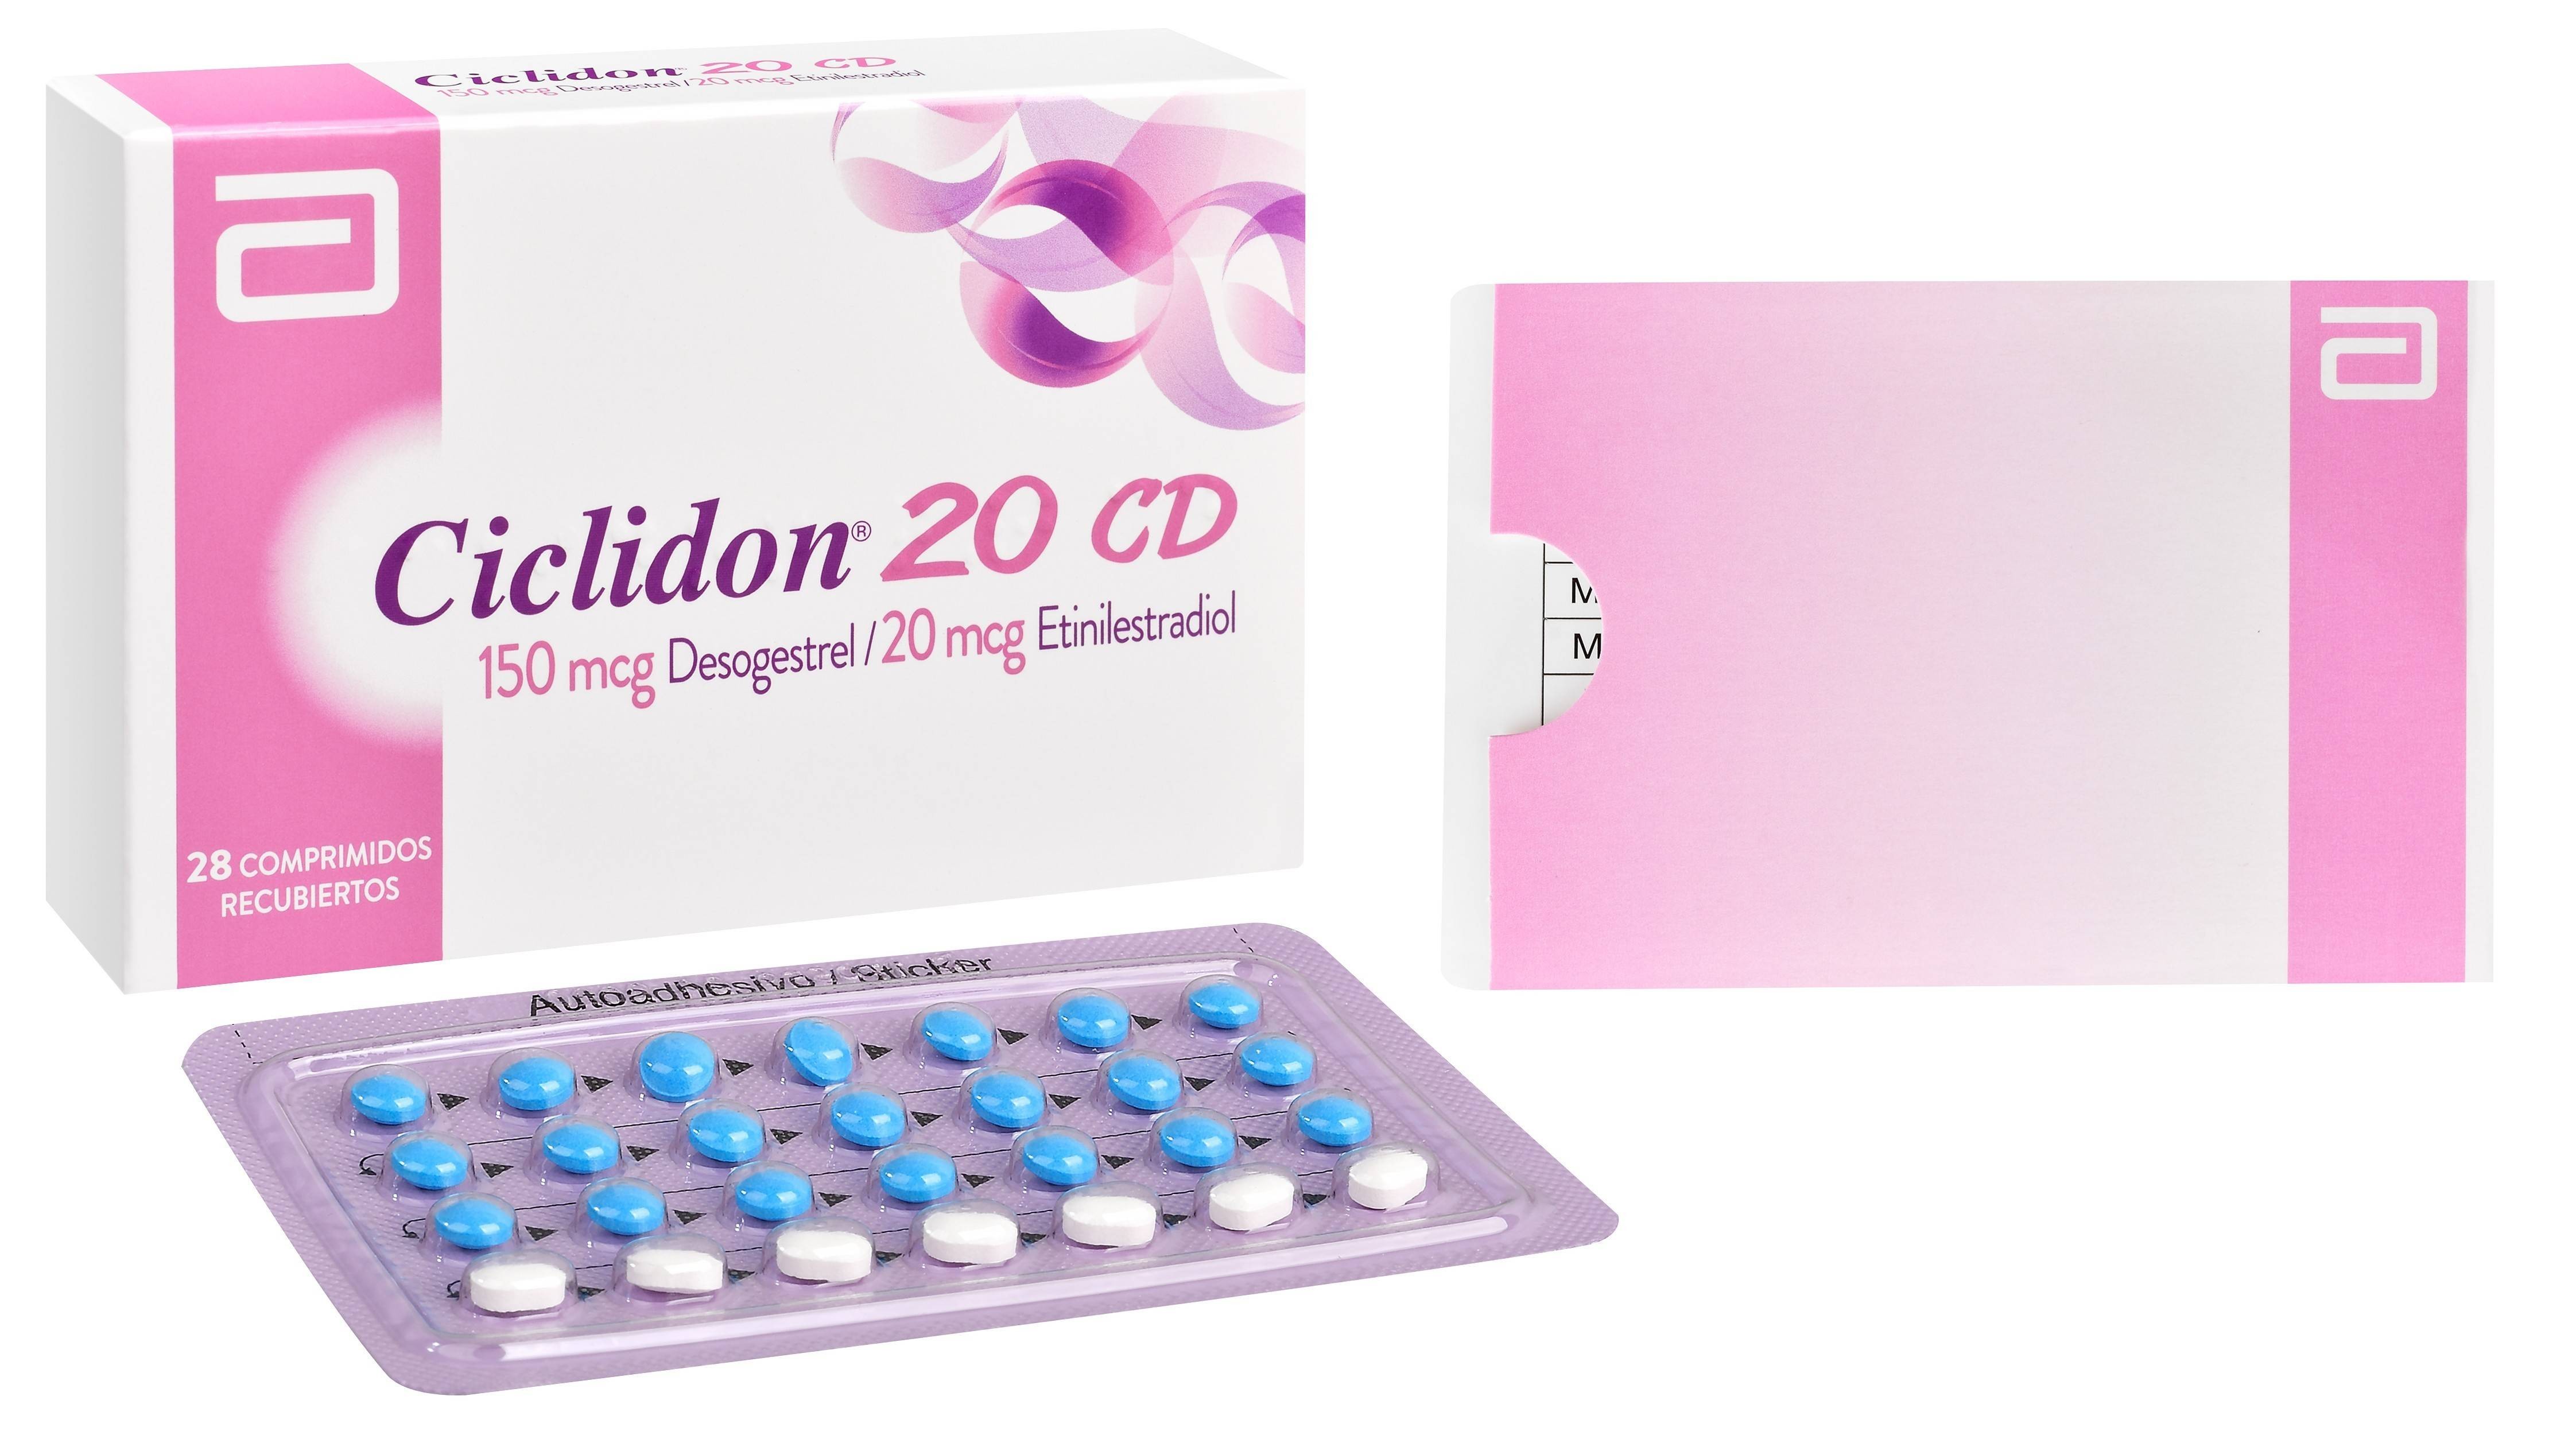 Ciclidon® 20 CD
150 mcg Desogestrel / 20 mcg Etinilestradiol
Ciclidon® 20 CD
150 mcg Desogestrel / 20 mcg Etinilestradiol
28 COMPRIMIDOS
RECUBIERTOS
M
M
Autoadhesivo / Sticker